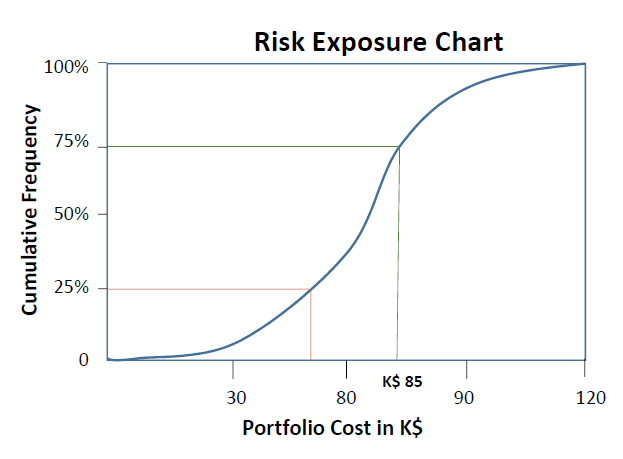 Risk Exposure Chart
100%
75%
50%
25%
0
Cumulative Frequency
K$ 85
30 80 90 120
Portfolio Cost in K$